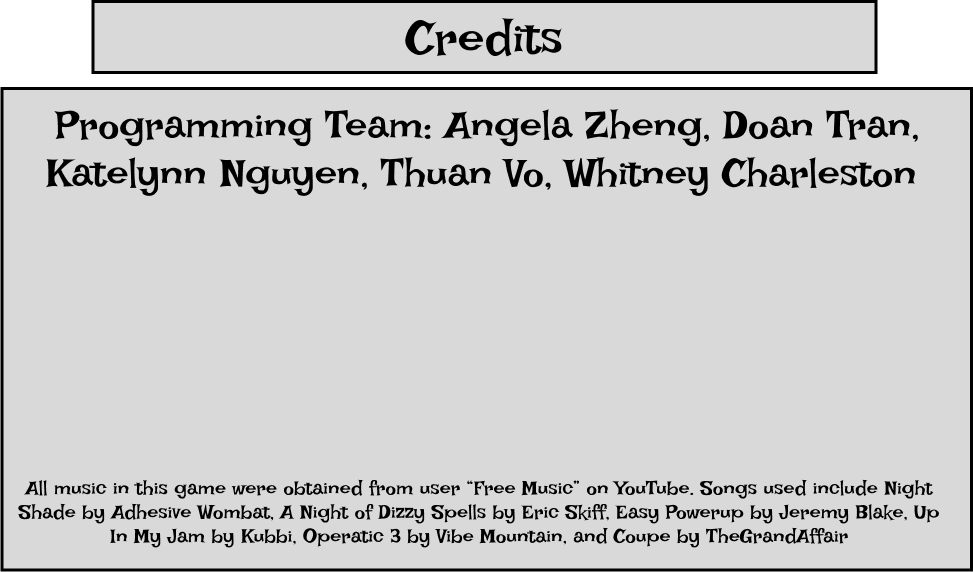 Credits
Programming Team: Angela Zheng, Doan Tran,
Katelynn Nguyen, Thuan Vo, Whitney Charleston
All music in this game were obtained from user “Free Music” on YouTube. Songs used include Night
Shade by Adhesive Wombat, A Night of Dizzy Spells by Eric Skiff, Easy Powerup by Jeremy Blake, Up
In My Jam by Kubbi, Operatic 3 by Vibe Mountain, and Coupe by TheGrandAffair